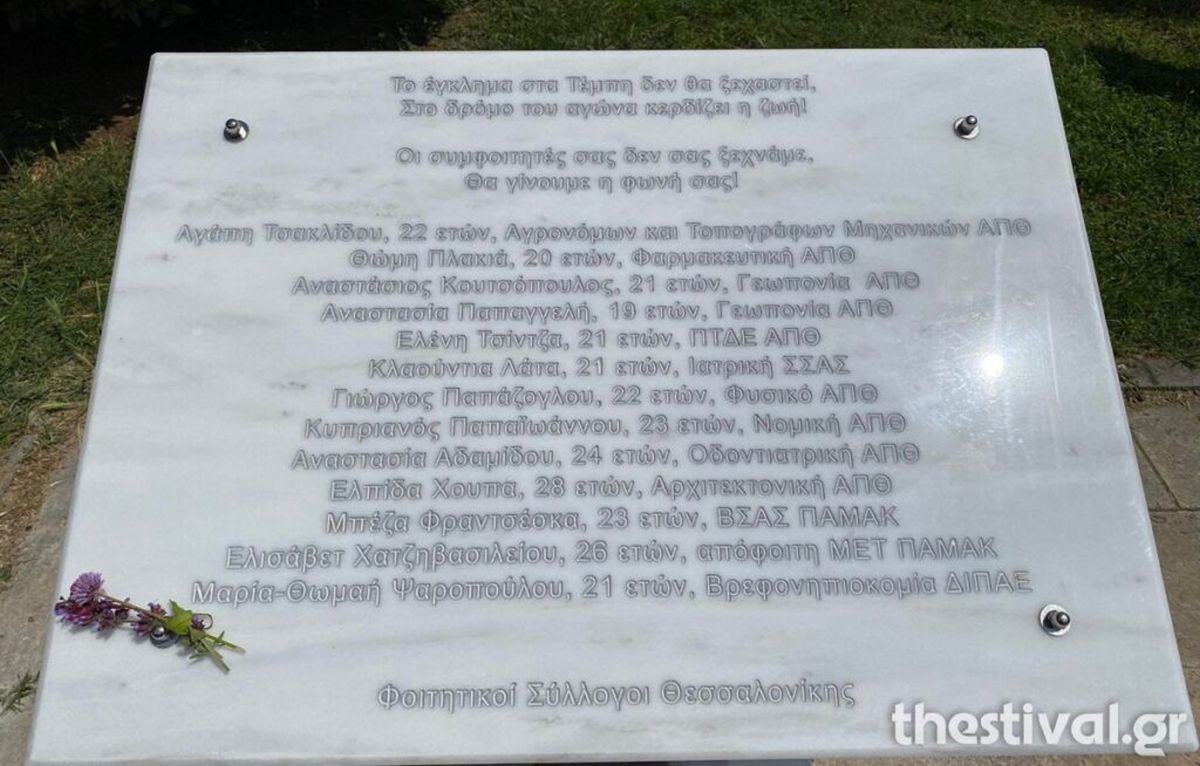 Το έγκλημα στα Τέμπη δεν θα ξεχαστεί,
Στο δρόμο του αγώνα κερδίζει η ζωή!
Οι συμφοιτητές σας δεν σας ξεχνάμε,
Θα γίνουμε η φωνή σας!
Αγάπη Τσακλίδου, 22 ετών, Αγρονόμων και Τοπογράφων Μηχανικών ΑΠΘ
Θώμη Πλακιά, 20 ετών, Φαρμακευτική ΑΠΘ
Αναστάσιος Κουτσόπουλος, 21 ετών, Γεωπονία ΑΠΘ
Αναστασία Παπαγγελή, 19 ετών, Γεωπονία ΑΠΘ
Ελένη Τσίντζα, 21 ετών, ΠΤΔΕ ΑΠΘ
Κλαούντια Λάτα, 21 ετών, Ιατρική ΣΣΑΣ
Γιώργος Παπάζογλου, 22 ετών, Φυσικό ΑΠΘ
Κυπριανός Παπαϊωάννου, 23 ετών, Νομική ΑΠΘ
Αναστασία Αδαμίδου, 24 ετών, Οδοντιατρική ΑΠΘ
Ελπίδα Χουπα, 28 ετών, Αρχιτεκτονική ΑΠΘ
Μπέζα Φραντσέσκα, 23 ετών, ΒΣΑΣ ΠΑΜΑΚ
Ελισάβετ Χατζηβασιλείου, 26 ετών, απόφοιτη ΜΕΤ ΠΑΜΑΚ
Μαρία-Θωμαή Ψαροπούλου, 21 ετών, Βρεφονηπιοκομία ΔΙΠΑΕ
Φοιτητικοί Σύλλογοι Θεσσαλονίκης
thestival.gr